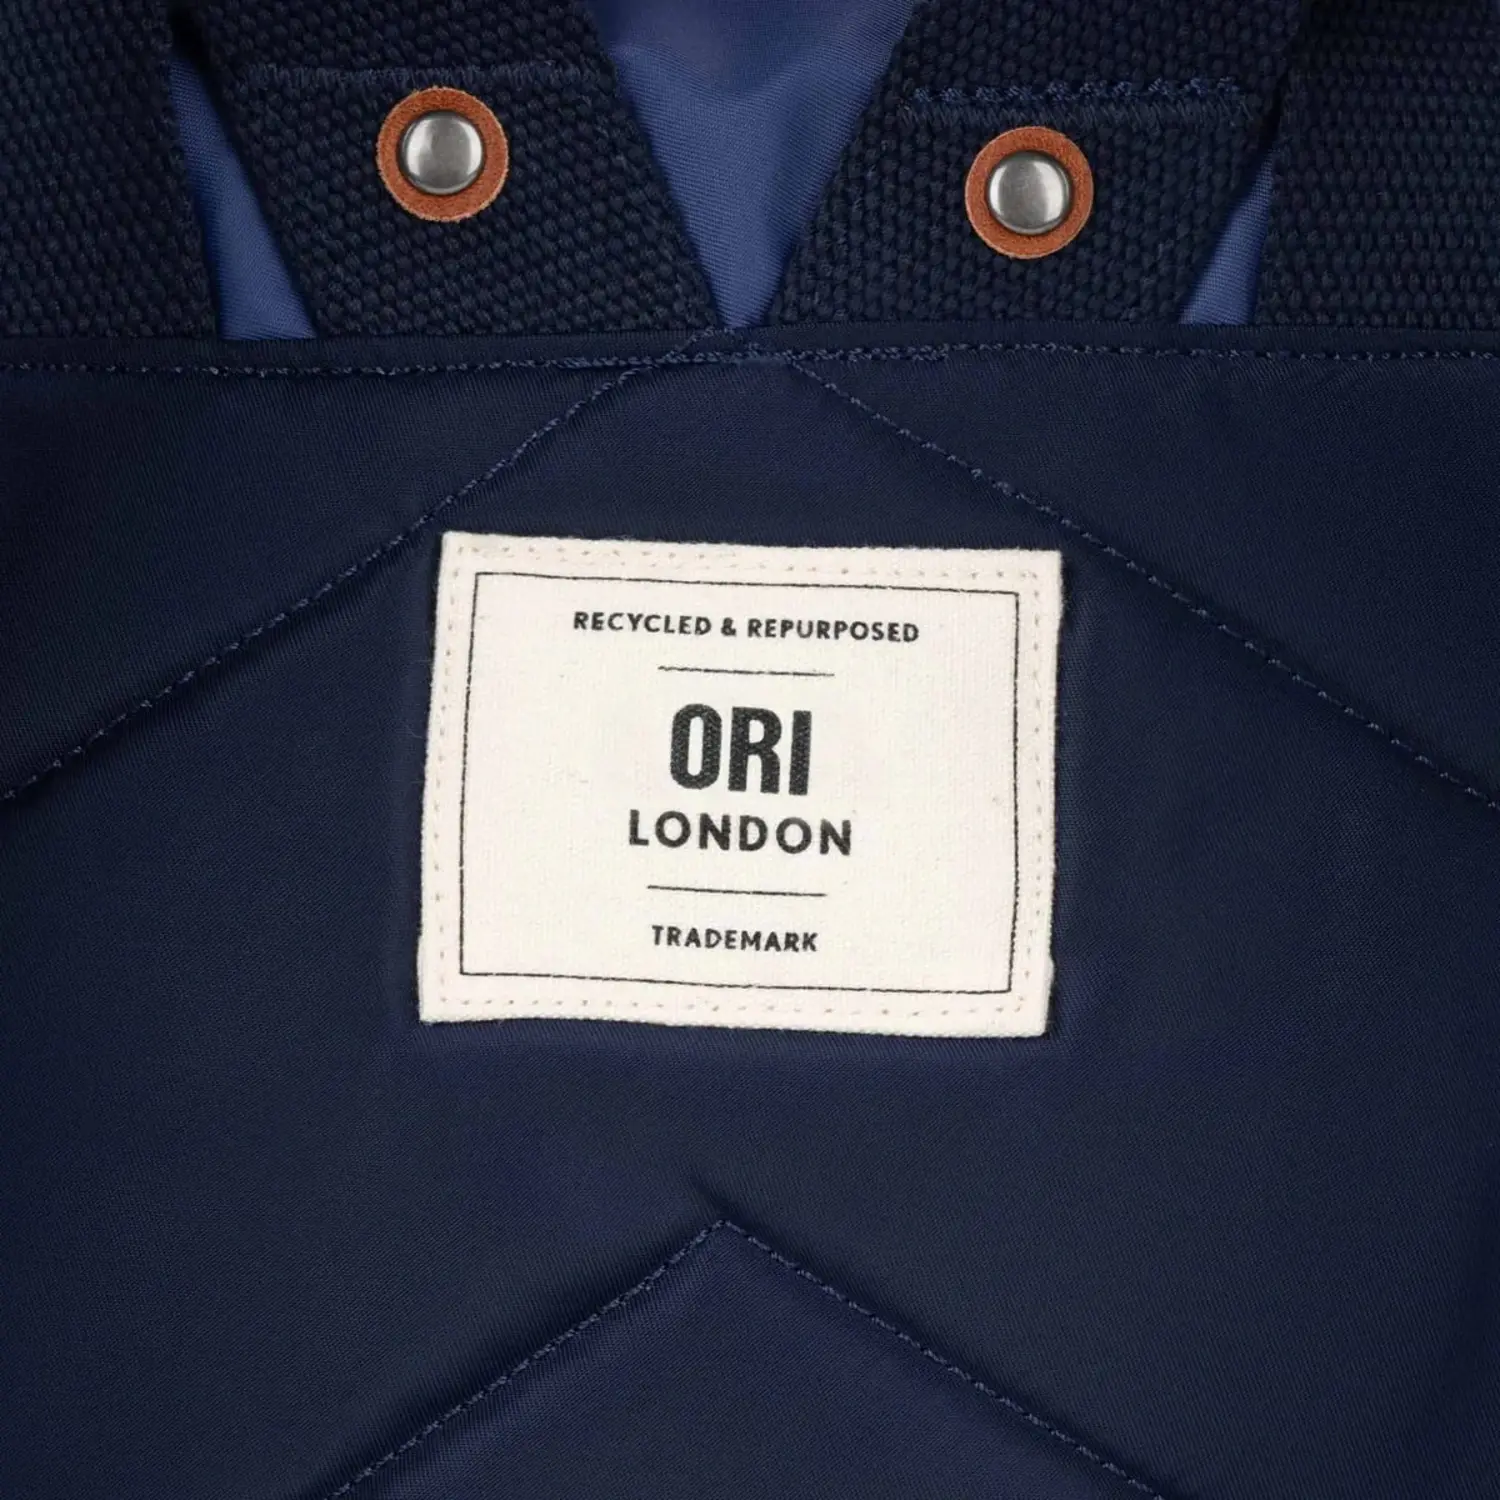 RECYCLED & REPURPOSED
ORI
LONDON
TRADEMARK